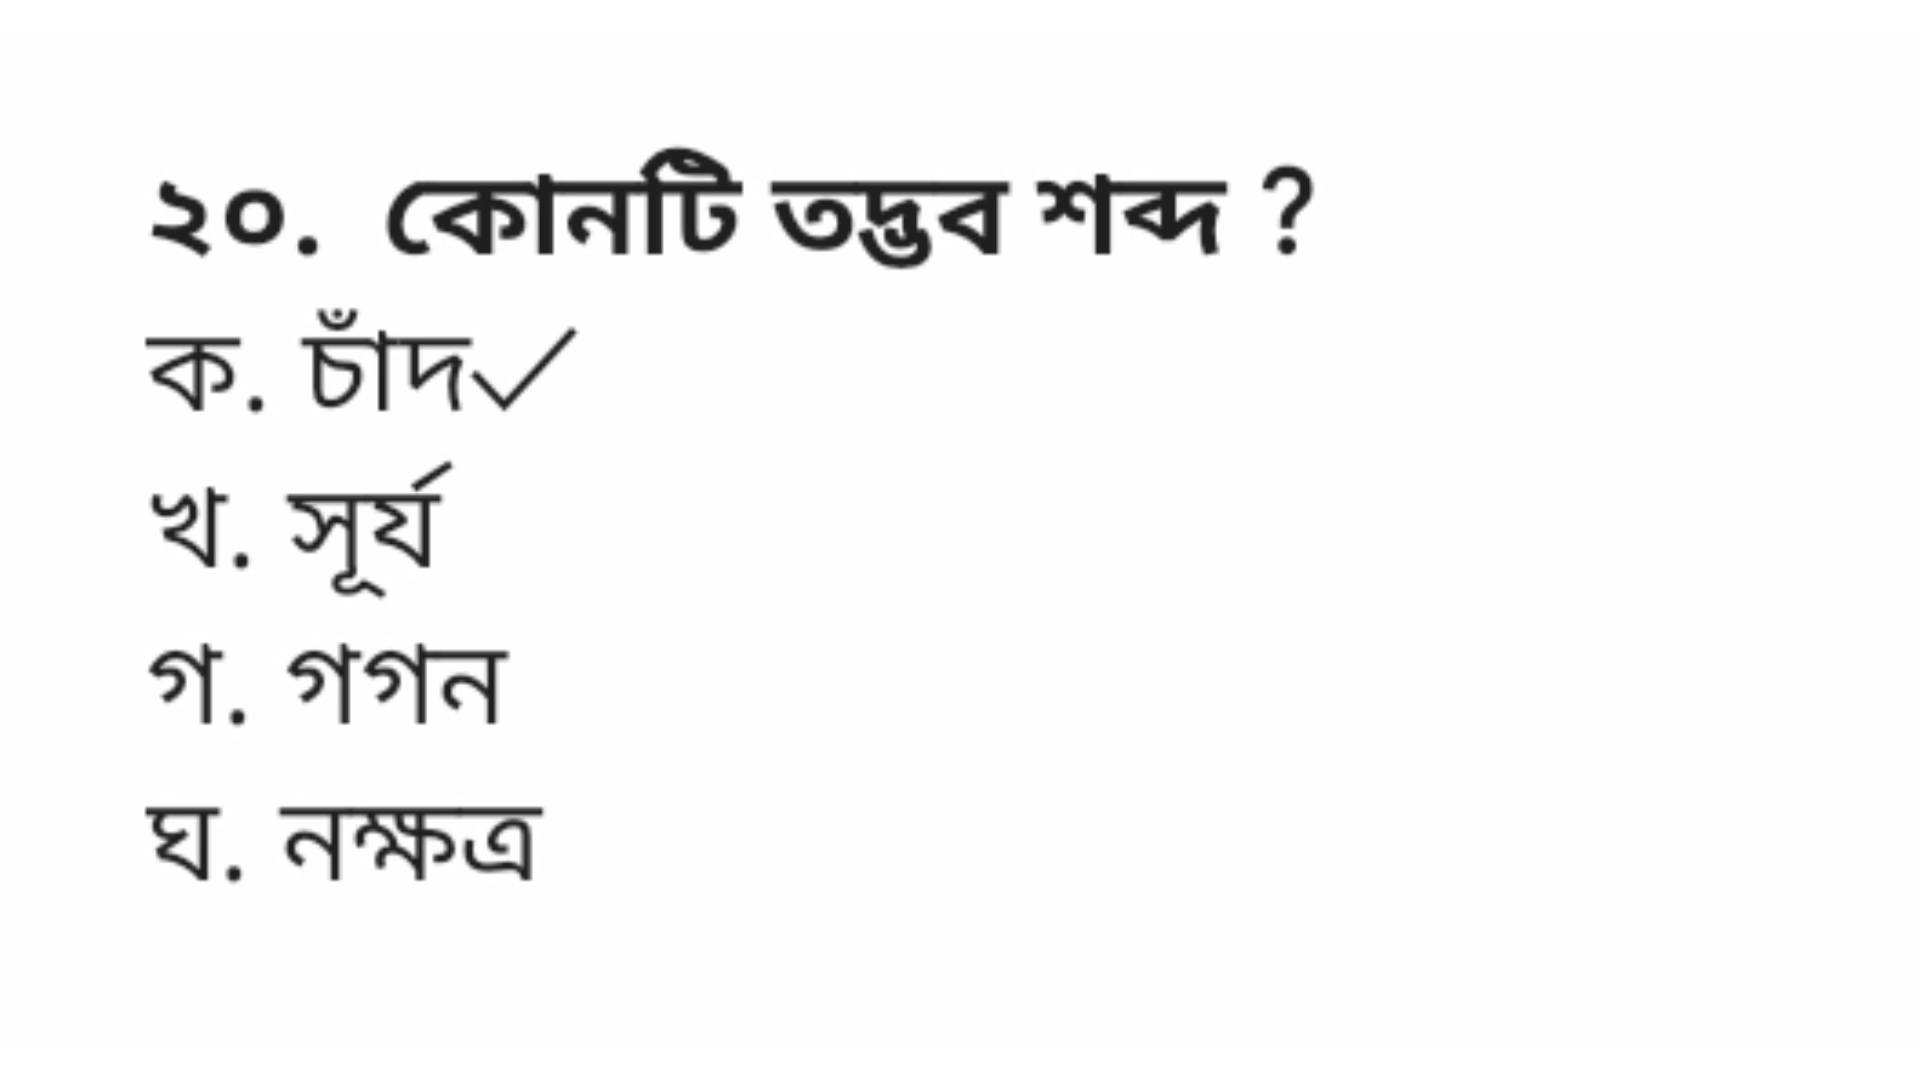 ২০. কোনটি তদ্ভব শব্দ ?
ক. চাঁদ✓
খ. সূর্য
গ. গগন
ঘ. নক্ষত্র